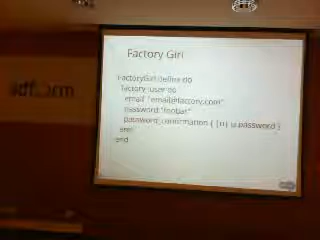 Factory Girl
FactoryGirl.define do
factory :user do
email "email@factory.com"
password "foobar"
password_confirmation { |u| u.password }
end
end